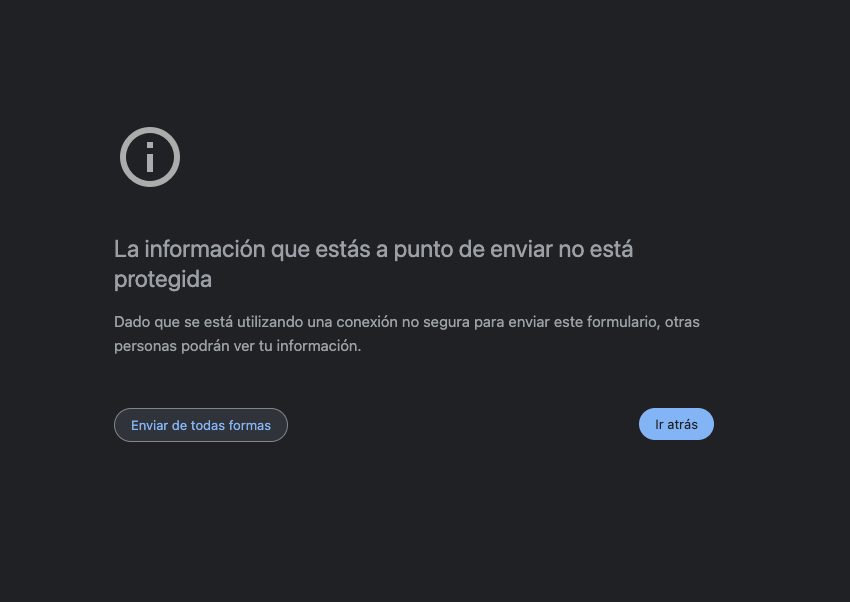 La información que estás a punto de enviar no está
protegida
Dado que se está utilizando una conexión no segura para enviar este formulario, otras
personas podrán ver tu información.
Enviar de todas formas
Ir atrás